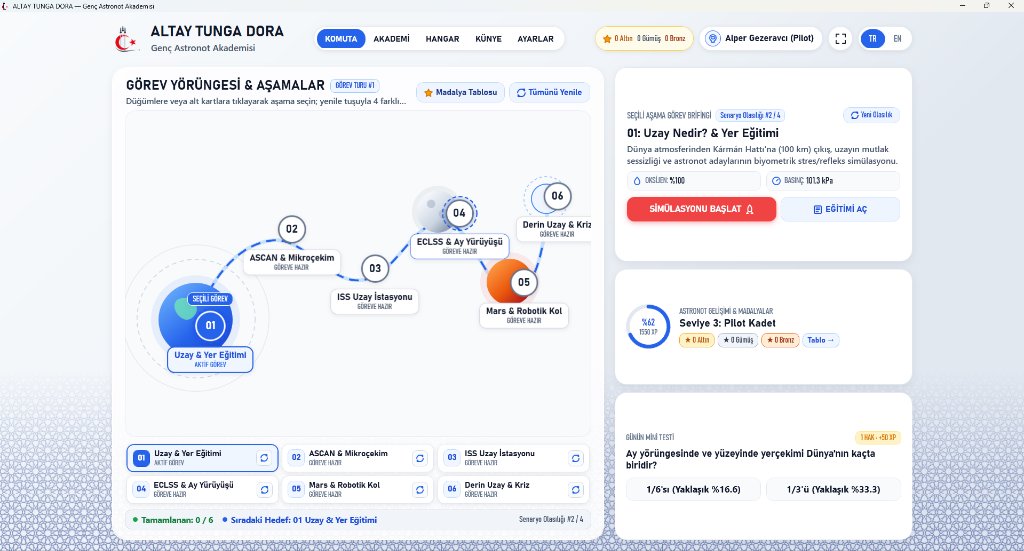 ALTAY TUNGA DORA — Genç Astronot Akademisi
ALTAY TUNGA DORA
Genç Astronot Akademisi
KOMUTA AKADEMİ HANGAR KÜNYE AYARLAR
0 Altın 0 Gümüş 0 Bronz
Alper Gezeravcı (Pilot)
TR EN
GÖREV YÖRÜNGESİ & AŞAMALAR
GÖREV TURU #1
Düğümlere veya alt kartlara tıklayarak aşama seçin; yenile tuşuyla 4 farklı...
Madalya Tablosu
Tümünü Yenile
06
Derin Uzay & Kriz
GÖREVE HAZIR
04
ECLSS & Ay Yürüyüşü
GÖREVE HAZIR
02
ASCAN & Mikroçekim
GÖREVE HAZIR
03
ISS Uzay İstasyonu
GÖREVE HAZIR
05
Mars & Robotik Kol
GÖREVE HAZIR
SEÇİLİ GÖREV
01
Uzay & Yer Eğitimi
AKTİF GÖREV
01 Uzay & Yer Eğitimi
AKTİF GÖREV
02 ASCAN & Mikroçekim
GÖREVE HAZIR
03 ISS Uzay İstasyonu
GÖREVE HAZIR
04 ECLSS & Ay Yürüyüşü
GÖREVE HAZIR
05 Mars & Robotik Kol
GÖREVE HAZIR
06 Derin Uzay & Kriz
GÖREVE HAZIR
Tamamlanan: 0 / 6 Sıradaki Hedef: 01 Uzay & Yer Eğitimi
Senaryo Olasılığı #2 / 4
SEÇİLİ AŞAMA GÖREV BRİFİNGİ
Senaryo Olasılığı #2 / 4
Yeni Olasılık
01: Uzay Nedir? & Yer Eğitimi
Dünya atmosferinden Kármán Hattı'na (100 km) çıkış, uzayın mutlak
sessizliği ve astronot adaylarının biyometrik stres/refleks simülasyonu.
OKSİJEN: %100
BASINÇ: 101.3 kPa
SİMÜLASYONU BAŞLAT
EĞİTİMİ AÇ
%62
1550 XP
ASTRONOT GELİŞİMİ & MADALYALAR
Seviye 3: Pilot Kadet
0 Altın 0 Gümüş 0 Bronz Tablo →
GÜNÜN MİNİ TESTİ
1 HAK · +50 XP
Ay yörüngesinde ve yüzeyinde yerçekimi Dünya'nın kaçta
biridir?
1/6'sı (Yaklaşık %16.6)
1/3'ü (Yaklaşık %33.3)